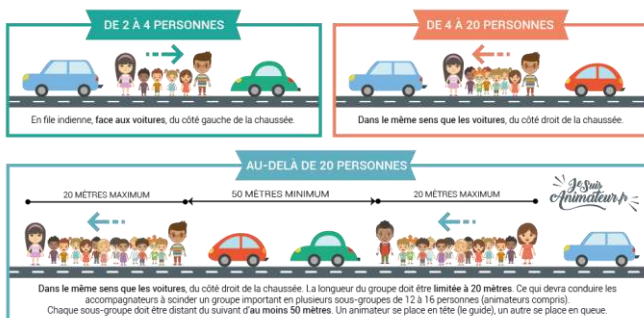 DE 2 À 4 PERSONNES
En file indienne, face aux voitures, du côté gauche de la chaussée.
DE 4 À 20 PERSONNES
Dans le même sens que les voitures, du côté droit de la chaussée.
AU-DELÀ DE 20 PERSONNES
20 MÈTRES MAXIMUM
50 MÈTRES MINIMUM
20 MÈTRES MAXIMUM
Je Suis
Animateur.fr
Dans le même sens que les voitures, du côté droit de la chaussée. La longueur du groupe doit être limitée à 20 mètres. Ce qui devra conduire les
accompagnateurs à scinder un groupe important en plusieurs sous-groupes de 12 à 16 personnes (animateurs compris).
Chaque sous-groupe doit être distant du suivant d'au moins 50 mètres. Un animateur se place en tête (le guide), un autre se place en queue.